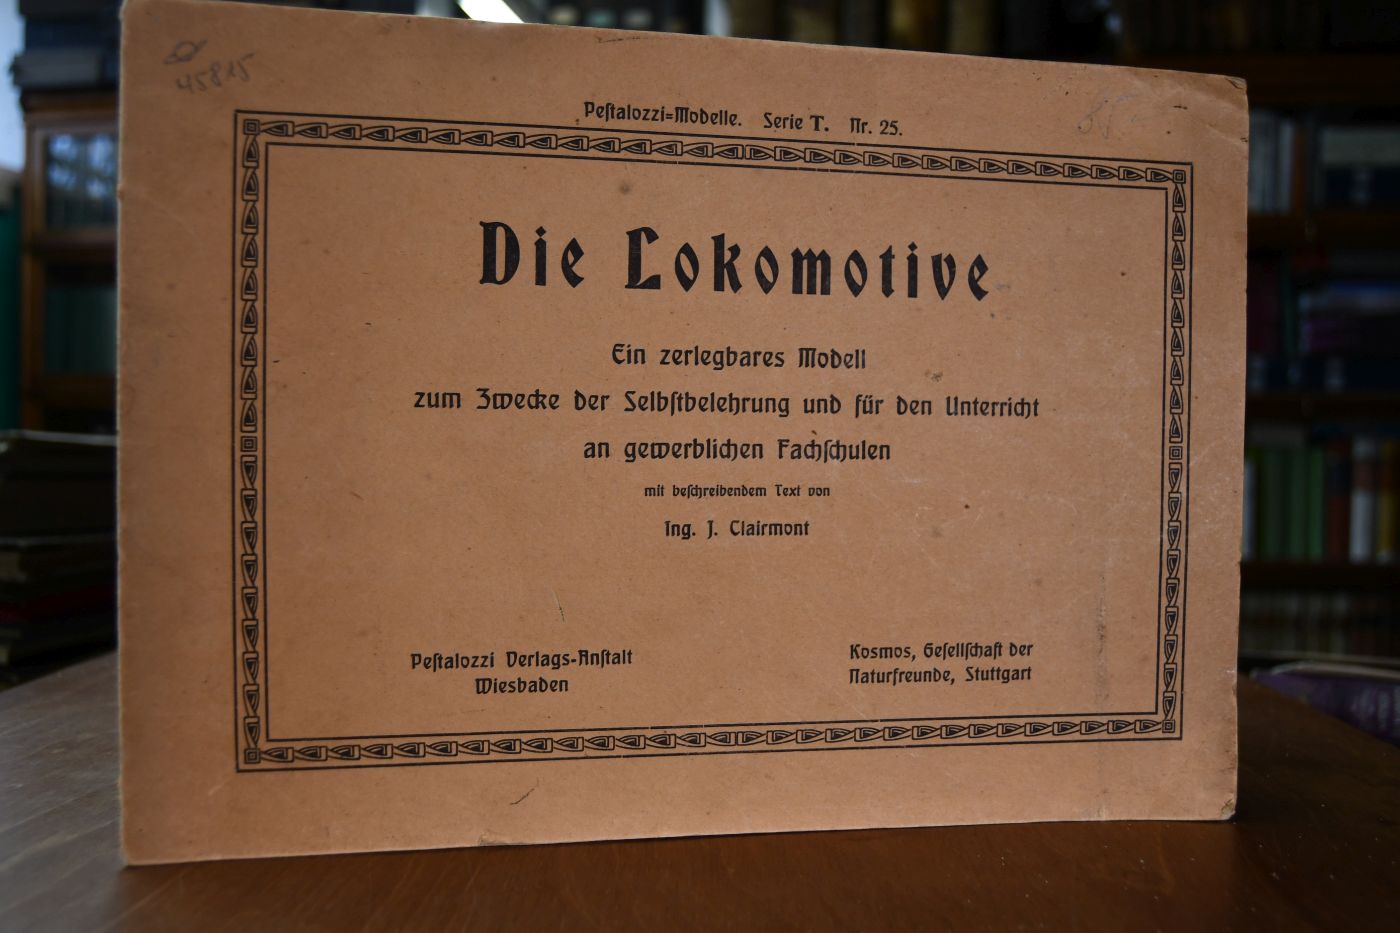 45815
Peſtalozzi=Modelle. Serie T. Nr. 25.
Die Lokomotive
Ein zerlegbares Modell
zum Zwecke der Selbſtbelehrung und für den Unterricht
an gewerblichen Fachſchulen
mit beſchreibendem Text von
Ing. J. Clairmont
Peſtalozzi Verlags-Anſtalt
Wiesbaden
Kosmos, Geſellſchaft der
Naturfreunde, Stuttgart